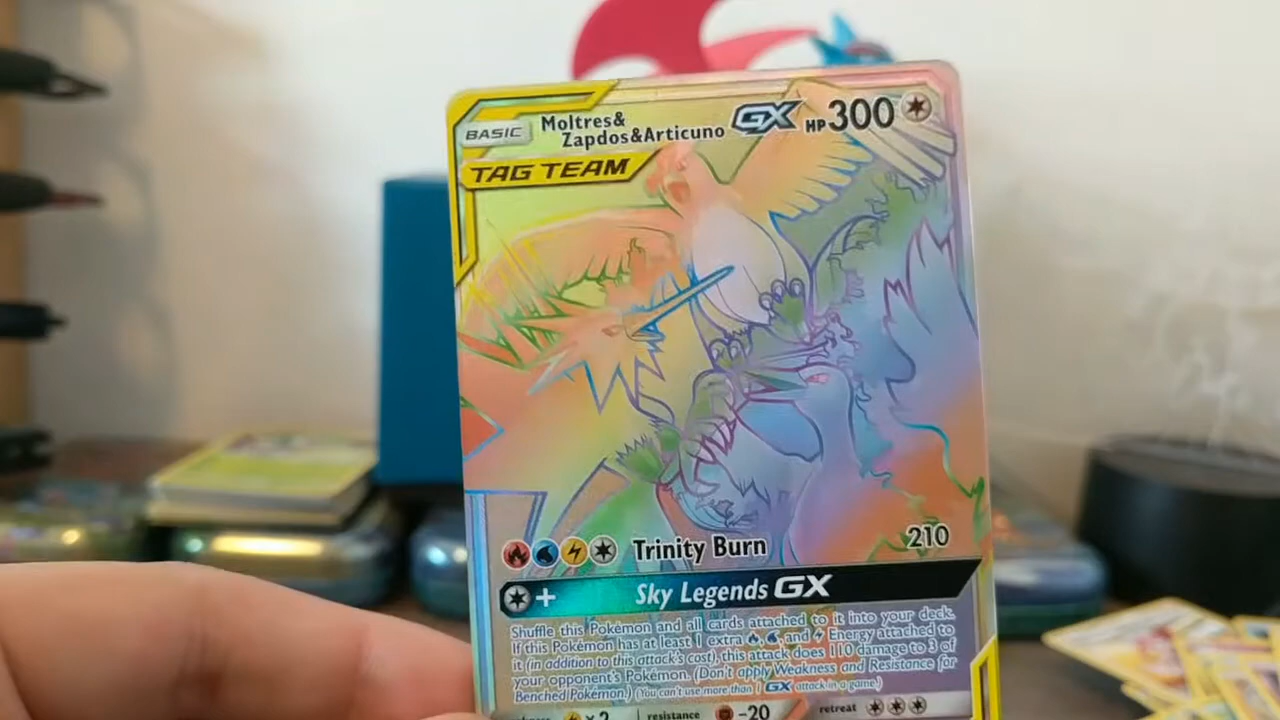 BASIC
Moltres&
Zapdos&Articuno GX HP300
TAG TEAM
Trinity Burn 210
+ Sky Legends GX
Shuffle this Pokémon and all cards attached to it into your deck.
If this Pokémon has at least 1 extra , , and Energy attached to
it (in addition to this attack's cost), this attack does 110 damage to 3 of
your opponent's Pokémon. (Don't apply Weakness and Resistance for
Benched Pokémon.) (You can't use more than 1 GX attack in a game.)
×2 resistance -20 retreat